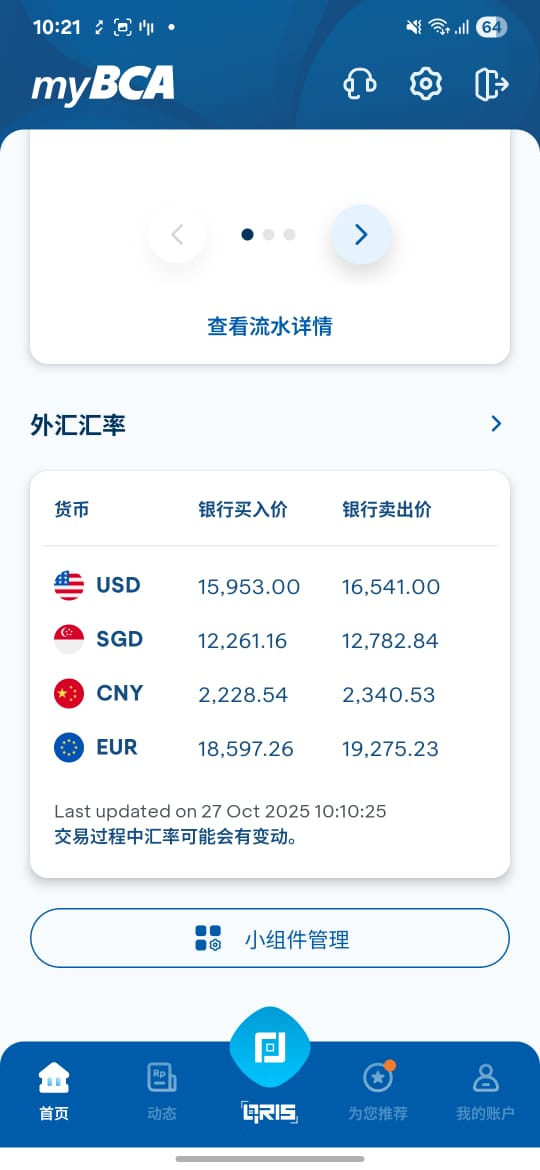 10:21
64
myBCA
查看流水详情
外汇汇率
货币 银行买入价 银行卖出价
USD 15,953.00 16,541.00
SGD 12,261.16 12,782.84
CNY 2,228.54 2,340.53
EUR 18,597.26 19,275.23
Last updated on 27 Oct 2025 10:10:25
交易过程中汇率可能会有变动。
小组件管理
Rp
首页 动态 QRIS 为您推荐 我的账户